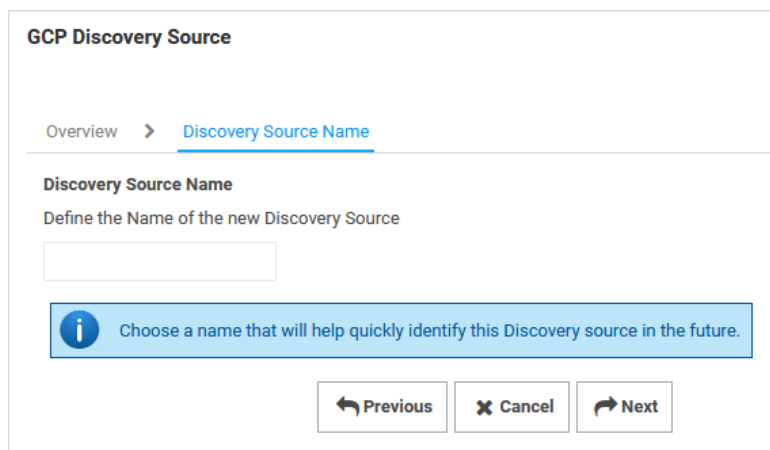 GCP Discovery Source
Overview Discovery Source Name
Discovery Source Name
Define the Name of the new Discovery Source
Choose a name that will help quickly identify this Discovery source in the future.
Previous Cancel Next